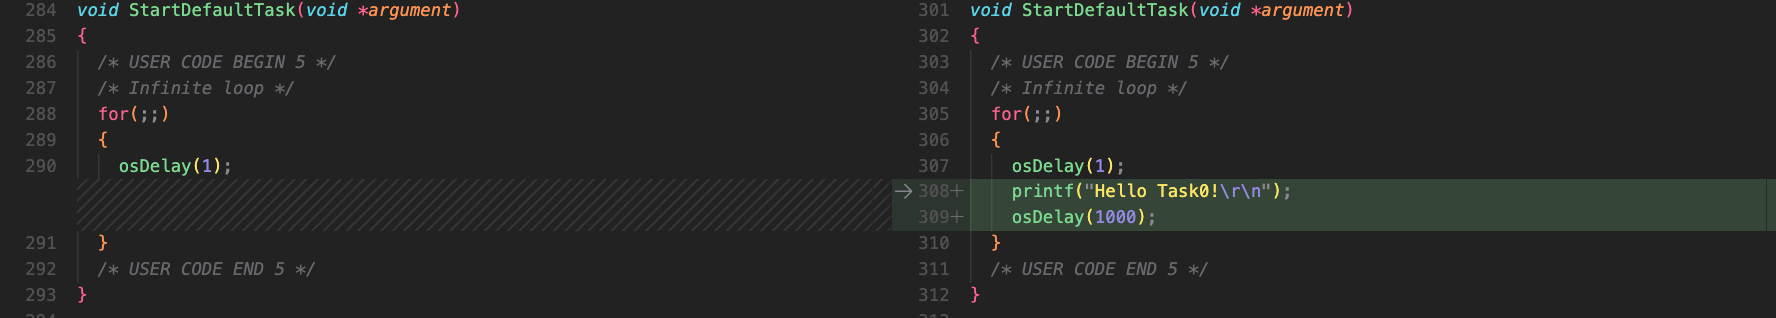 284 void StartDefaultTask(void *argument)
285 {
286 /* USER CODE BEGIN 5 */
287 /* Infinite loop */
288 for(;;)
289 {
290 osDelay(1);
291 }
292 /* USER CODE END 5 */
293 }
301 void StartDefaultTask(void *argument)
302 {
303 /* USER CODE BEGIN 5 */
304 /* Infinite loop */
305 for(;;)
306 {
307 osDelay(1);
→ 308+ printf("Hello Task0!\r\n");
309+ osDelay(1000);
310 }
311 /* USER CODE END 5 */
312 }